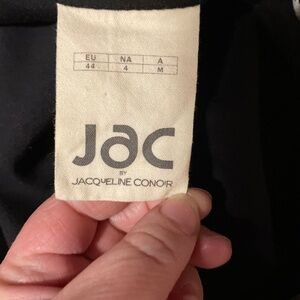 EU NA A
44 4 M
Jac
BY
JACQUELINE CONOIR